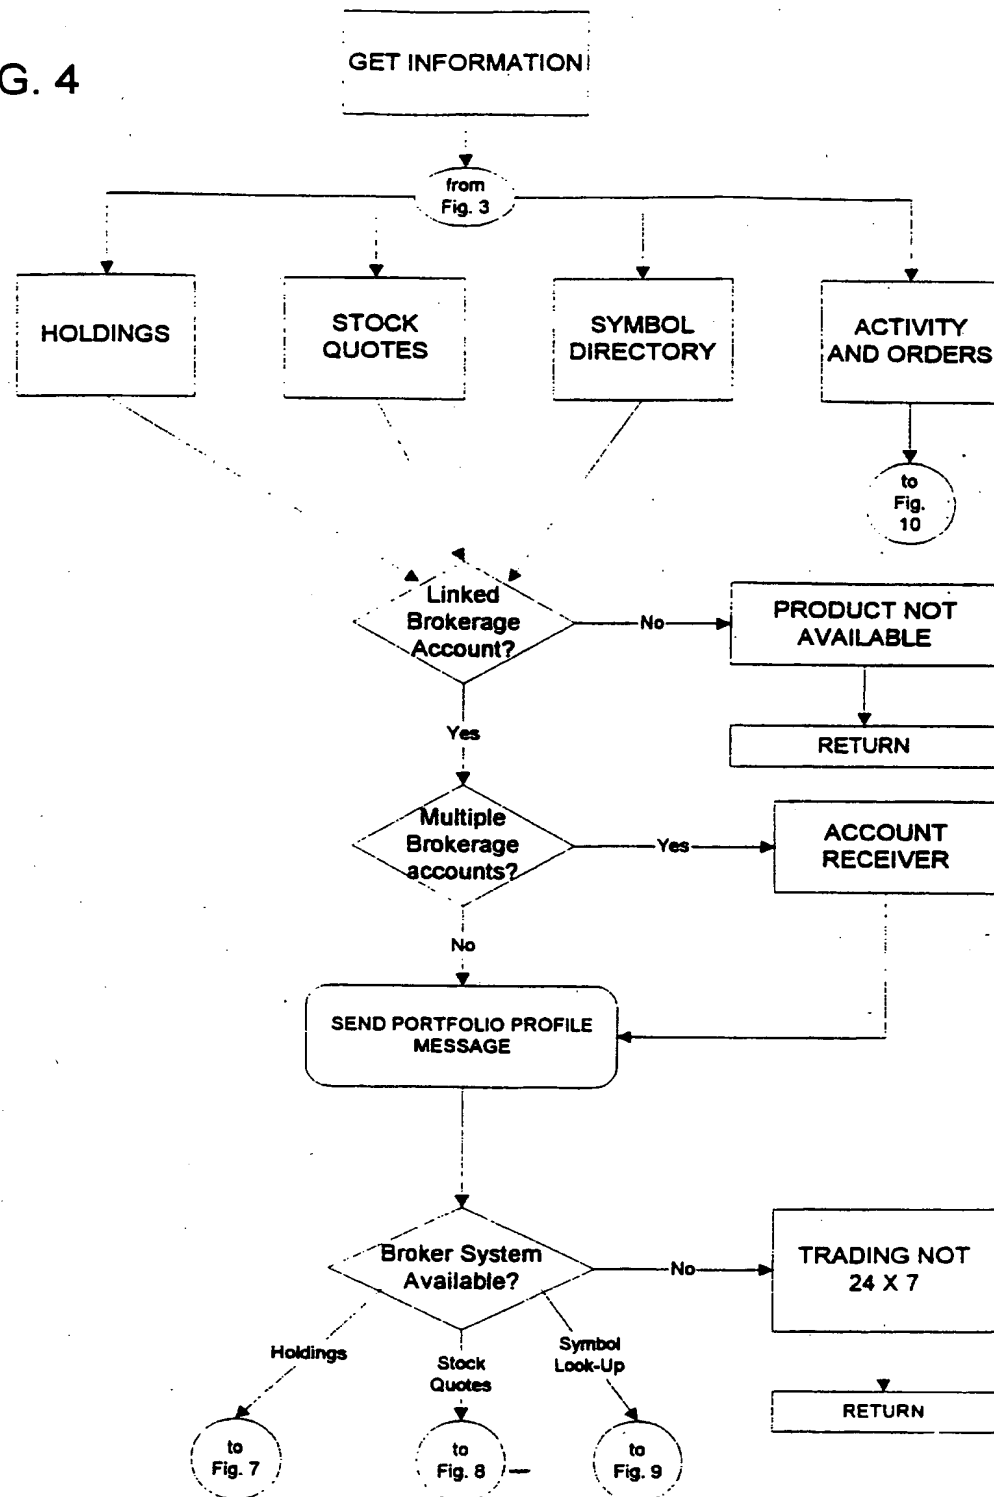 G. 4
GET INFORMATION
from
Fig. 3
HOLDINGS
STOCK
QUOTES
SYMBOL
DIRECTORY
ACTIVITY
AND ORDERS
to
Fig.
10
Linked
Brokerage
Account?
No
PRODUCT NOT
AVAILABLE
Yes
RETURN
Multiple
Brokerage
accounts?
Yes
ACCOUNT
RECEIVER
No
SEND PORTFOLIO PROFILE
MESSAGE
Broker System
Available?
No
TRADING NOT
24 X 7
Holdings
Stock
Quotes
Symbol
Look-Up
RETURN
to
Fig. 7
to
Fig. 8
to
Fig. 9